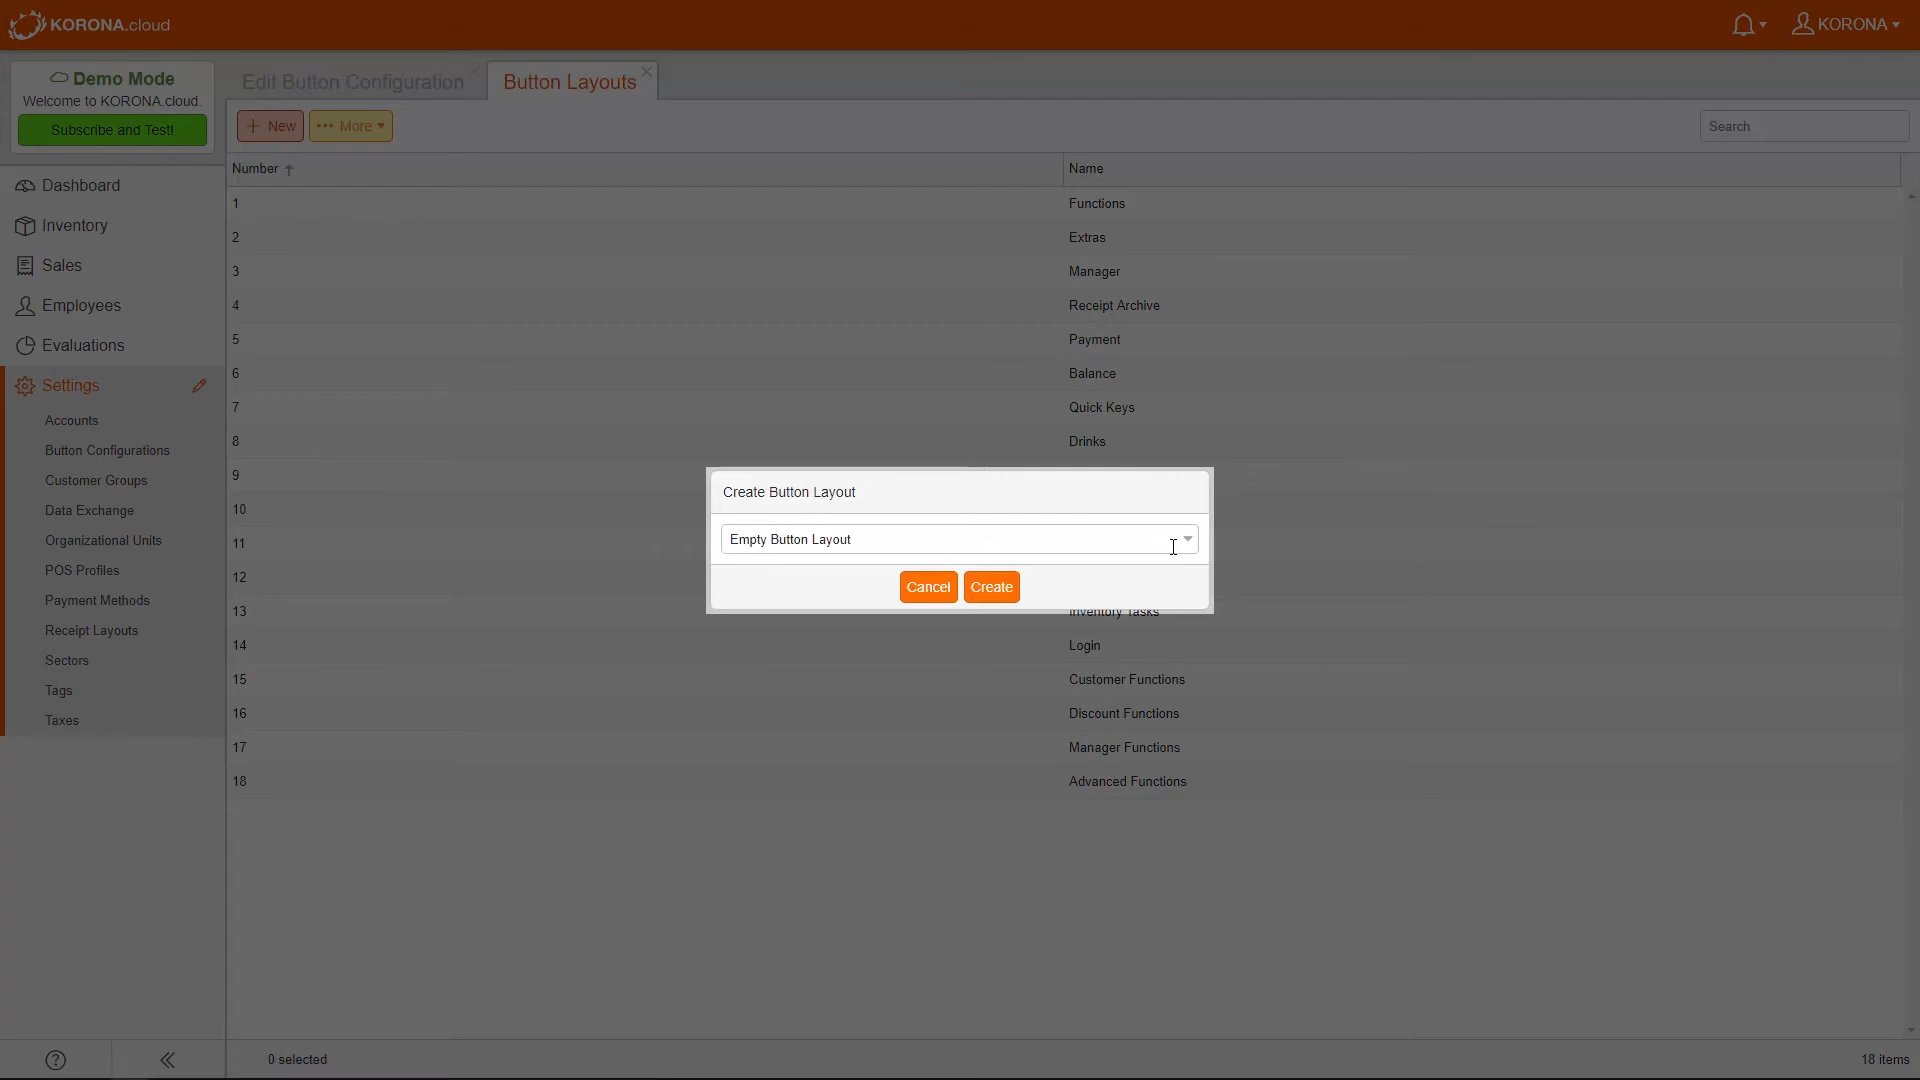 KORONA.cloud
KORONA
Demo Mode
Welcome to KORONA.cloud.
Subscribe and Test!
Edit Button Configuration
Button Layouts
New
••• More
Search
Dashboard
Inventory
Sales
Employees
Evaluations
Settings
Accounts
Button Configurations
Customer Groups
Data Exchange
Organizational Units
POS Profiles
Payment Methods
Receipt Layouts
Sectors
Tags
Taxes
Number Name
1 Functions
2 Extras
3 Manager
4 Receipt Archive
5 Payment
6 Balance
7 Quick Keys
8 Drinks
9
10
11
12
13 Inventory Tasks
14 Login
15 Customer Functions
16 Discount Functions
17 Manager Functions
18 Advanced Functions
Create Button Layout
Empty Button Layout
Cancel Create
0 selected
18 items